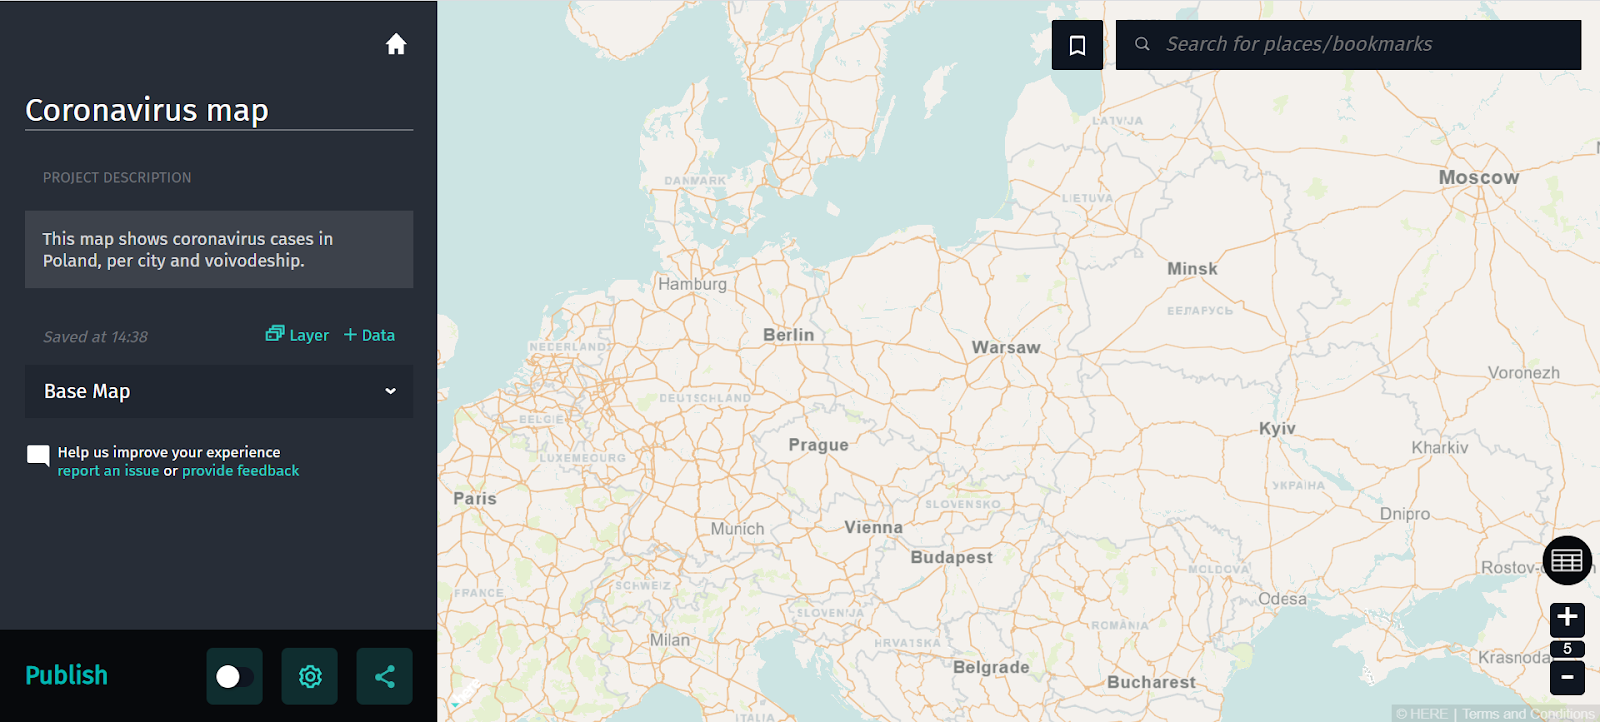 Coronavirus map
PROJECT DESCRIPTION
This map shows coronavirus cases in
Poland, per city and voivodeship.
Saved at 14:38
Layer
Data
Base Map
Help us improve your experience
report an issue or provide feedback
Publish
Search for places/bookmarks
LATVIJA
Moscow
DANMARK
LIETUVA
Minsk
Hamburg
БЕЛАРУСЬ
Berlin
Warsaw
NEDERLAND
Voronezh
DEUTSCHLAND
BELGIË
Kyiv
Prague
Kharkiv
LUXEMBOURG
УКРАЇНА
Paris
SLOVENSKO
Dnipro
Munich
Vienna
Budapest
MOLDOVA
Rostov-
SCHWEIZ
FRANCE
Odesa
SLOVENIJA
ROMÂNIA
Milan
HRVATSKA
5
Belgrade
Krasnoda
Bucharest
ITALIA
© HERE | Terms and Conditions